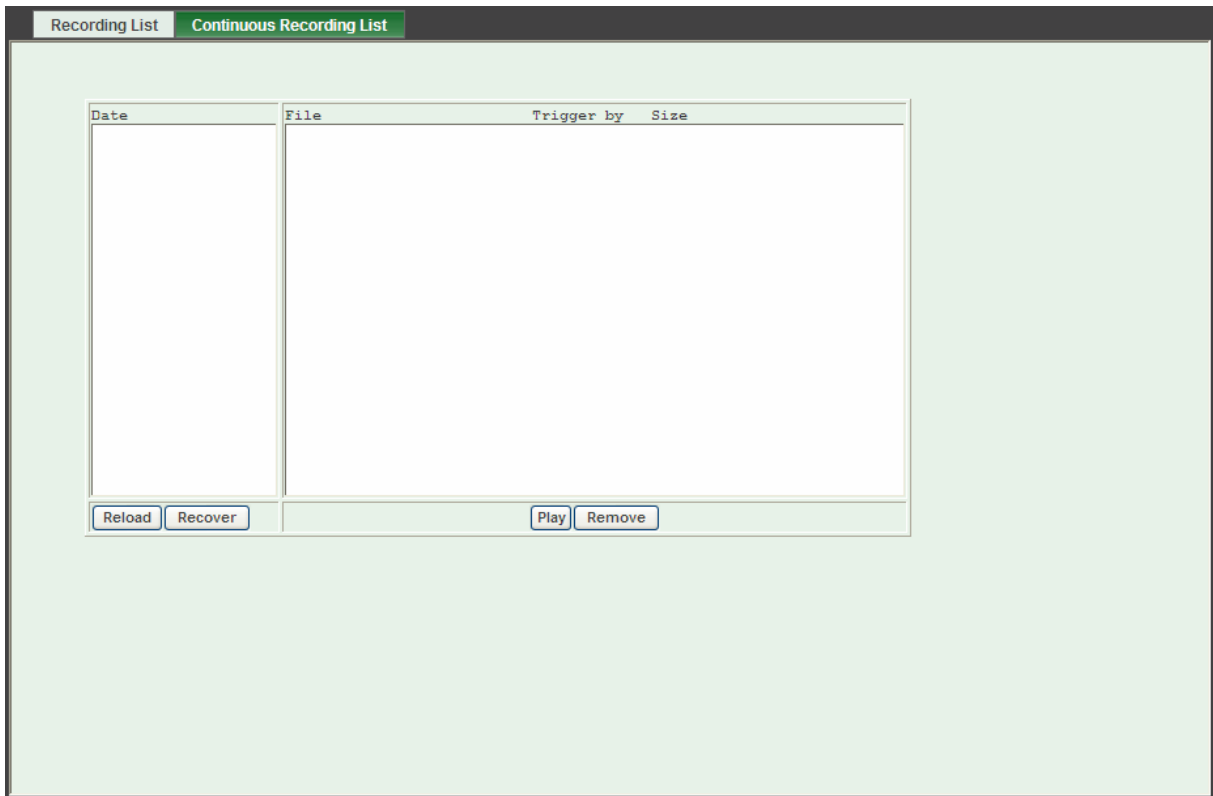 Recording List Continuous Recording List
Date File Trigger by Size
Reload Recover Play Remove